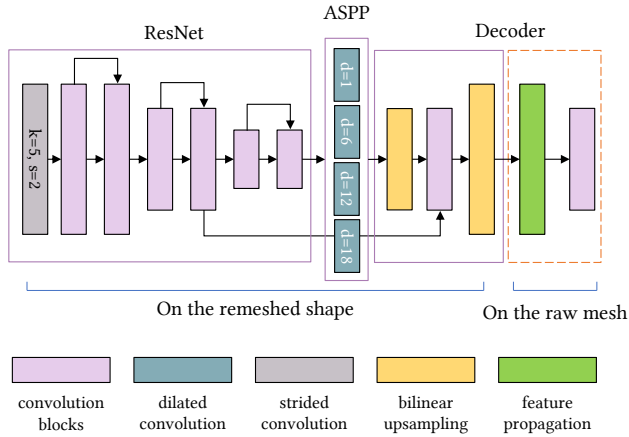 ASPP
ResNet
Decoder
k=5, s=2
d=1
d=6
d=12
d=18
On the remeshed shape
On the raw mesh
convolution
blocks
dilated
convolution
strided
convolution
bilinear
upsampling
feature
propagation